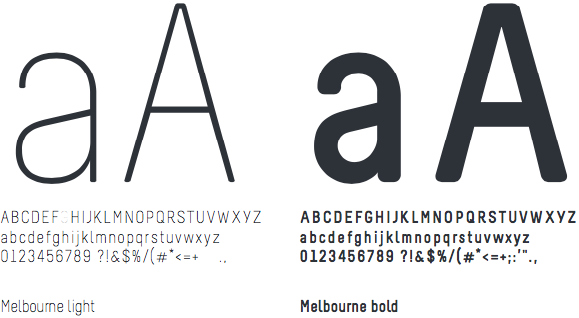 aA
ABCDEF HIJKLMNOPQRSTUVWXYZ
abcdefghijklmnopqrstuvwxyz
0123456789 ?!&$%/(#*<=+ .,
Melbourne light
aA
ABCDEFGHIJKLMNOPQRSTUVWXYZ
abcdefghijklmnopqrstuvwxyz
0123456789 ?!&$%/(#*<=+;:'".,
Melbourne bold